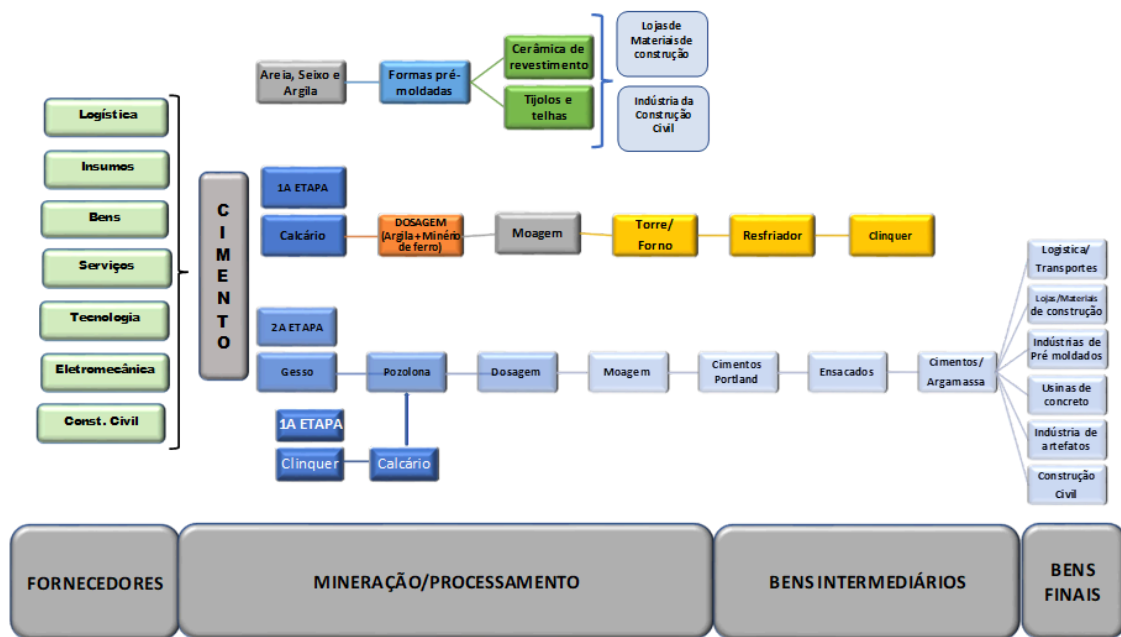 Lojas de
Materiais de
construção
Cerâmica de
revestimento
Areia, Seixo e
Argila
Formas pré-
moldadas
Tijolos e
telhas
Indústria da
Construção
Civil
Logística
Insumos
Bens
Serviços
Tecnologia
Eletromecânica
Const. Civil
CIMENTO
1A ETAPA
Calcário
DOSAGEM
(Argila + Minério
de ferro)
Moagem
Torre/
Forno
Resfriador
Clinquer
2A ETAPA
Gesso
Pozolona
Dosagem
Moagem
Cimentos
Portland
Ensacados
Cimentos/
Argamassa
1A ETAPA
Clinquer
Calcário
Logistica/
Transportes
Lojas/Materiais
de construção
Indústrias de
Pré moldados
Usinas de
concreto
Indústria de
artefatos
Construção
Civil
FORNECEDORES
MINERAÇÃO/PROCESSAMENTO
BENS INTERMEDIÁRIOS
BENS
FINAIS